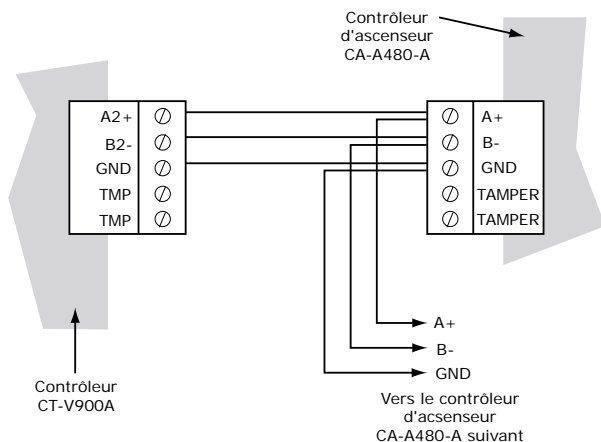 Contrôleur
d'ascenseur
CA-A480-A
A2+
B2-
GND
TMP
TMP
A+
B-
GND
TAMPER
TAMPER
A+
B-
GND
Contrôleur
CT-V900A
Vers le contrôleur
d'acsenseur
CA-A480-A suivant